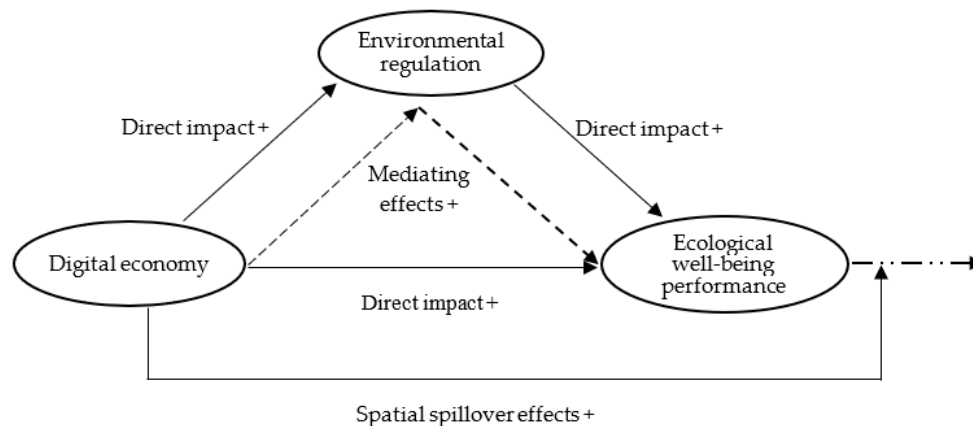 Environmental
regulation
Direct impact +
Direct impact +
Mediating
effects +
Digital economy
Ecological
well-being
performance
Direct impact +
Spatial spillover effects +